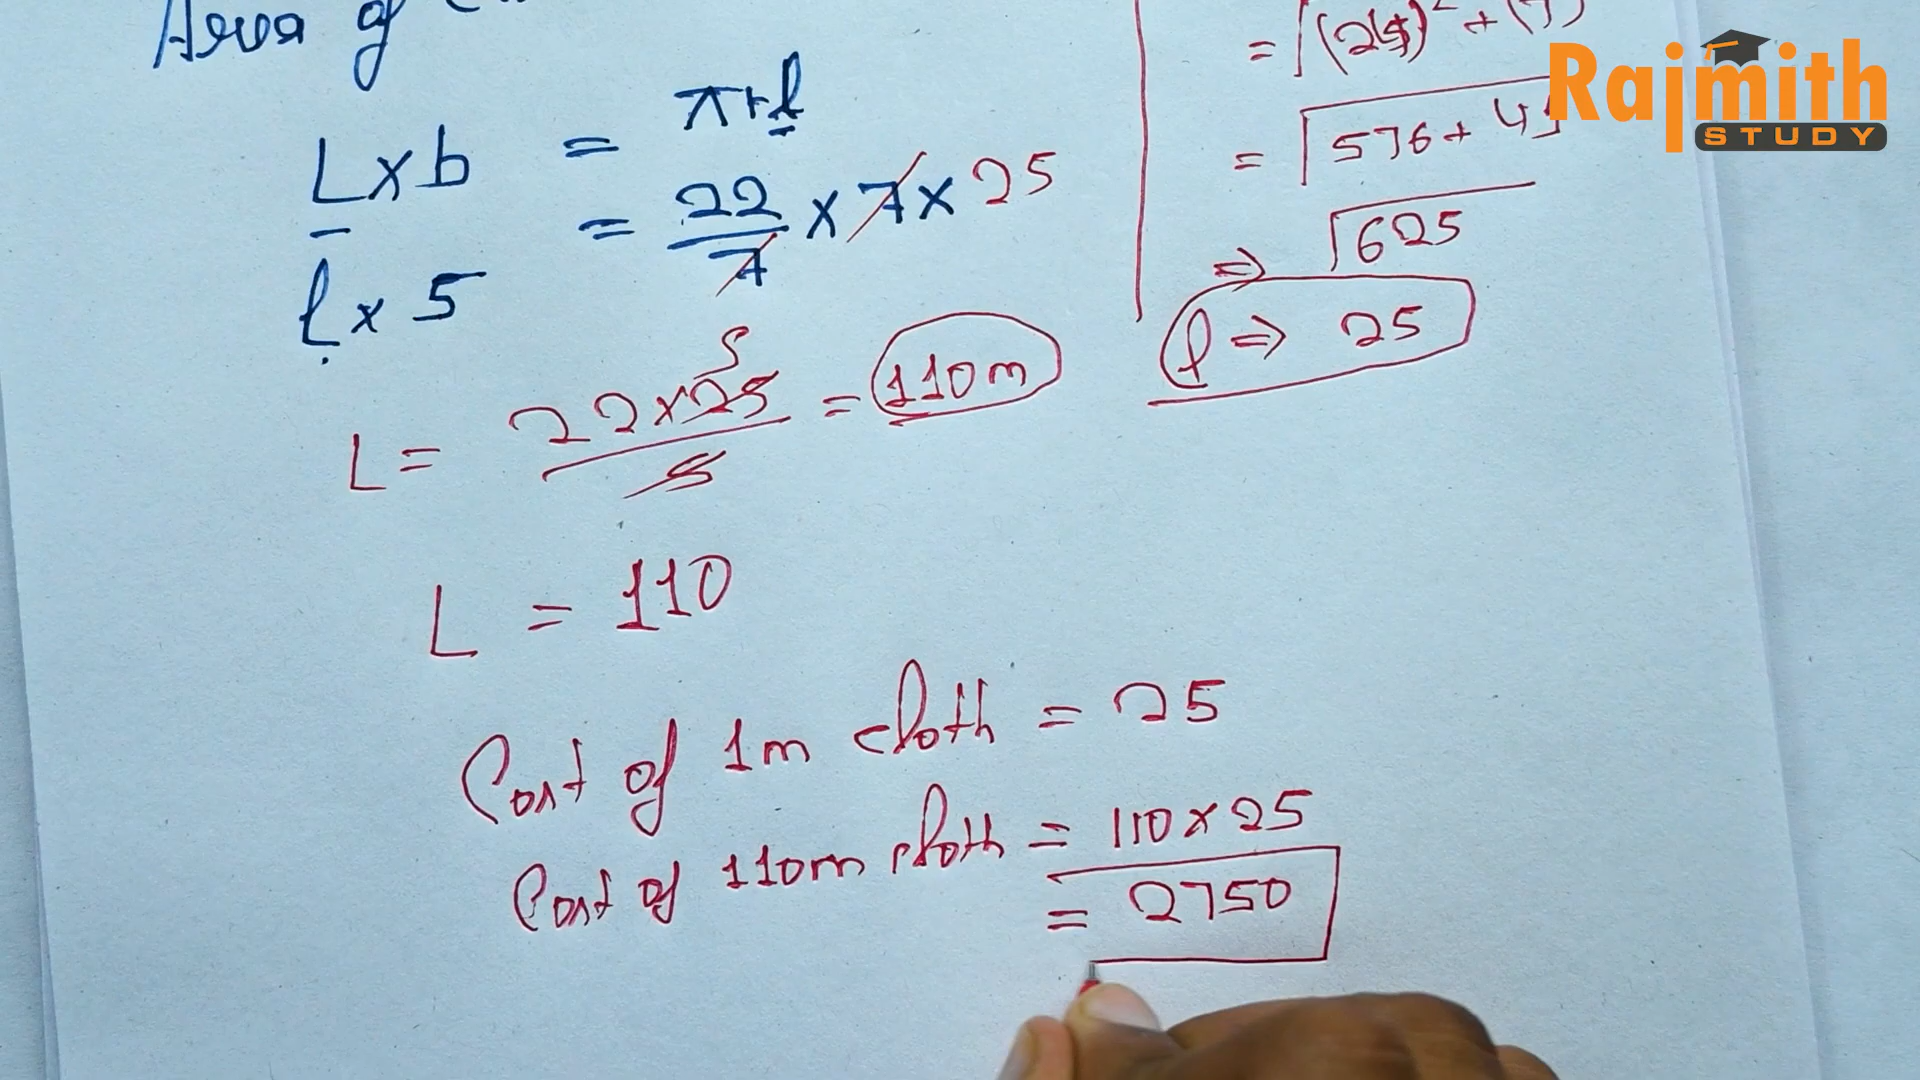 Area of
L x b = πrl
l x 5 = 22/7 x 7 x 25
L = 22 x 25 / 5 = 110m
5
L = 110
Cost of 1m cloth = 25
Cost of 110m cloth = 110 x 25
= 2750
= √(24)² + (7)²
= √576 + 49
⇒ √625
l ⇒ 25
Rajmith
STUDY